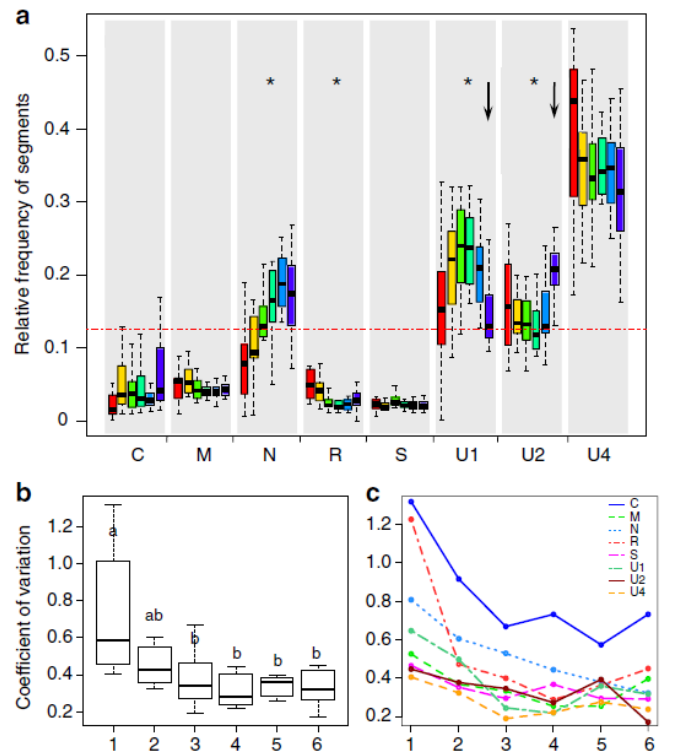 a
Relative frequency of segments
0.5
0.4
0.3
0.2
0.1
0
* * * *
C M N R S U1 U2 U4
b
Coefficient of variation
1.2
1.0
0.8
0.6
0.4
0.2
a ab b b b b
1 2 3 4 5 6
c
1.2
1.0
0.8
0.6
0.4
0.2
C
M
N
R
S
U1
U2
U4
1 2 3 4 5 6